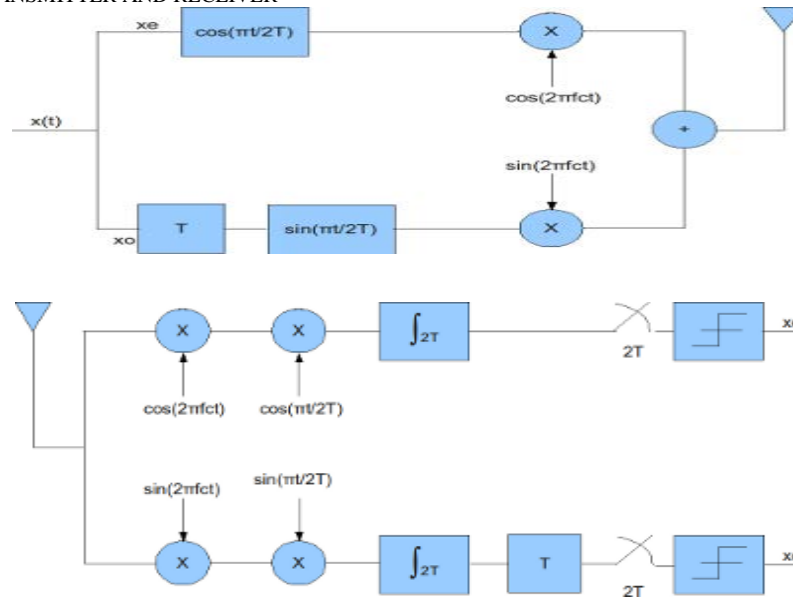 xe
cos(πt/2T)
X
cos(2πfct)
x(t)
+
sin(2πfct)
xo
T
sin(πt/2T)
X
X
X
∫2T
2T
cos(2πfct)
cos(πt/2T)
sin(2πfct)
sin(πt/2T)
X
X
∫2T
T
2T